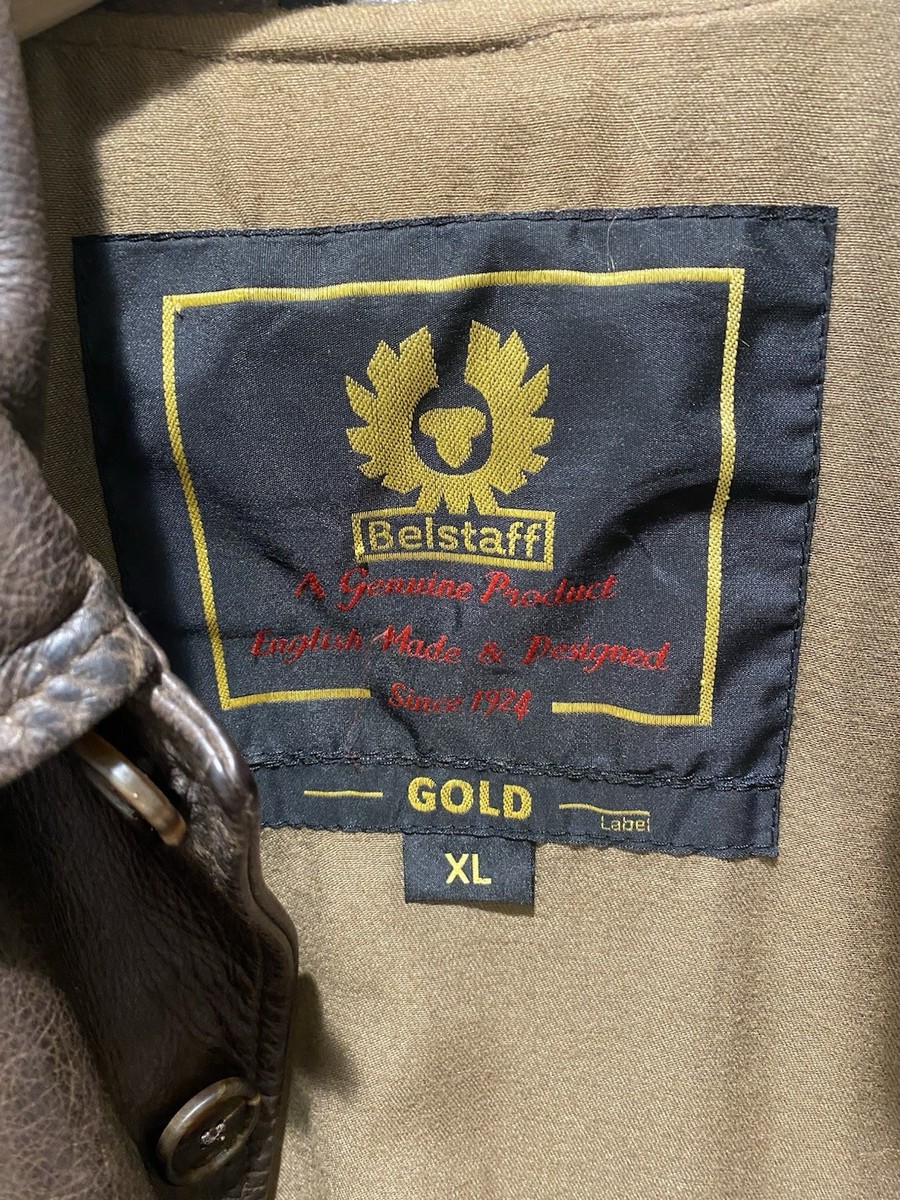 Belstaff
A Genuine Product
English Made & Designed
Since 1924
GOLD
Label
XL